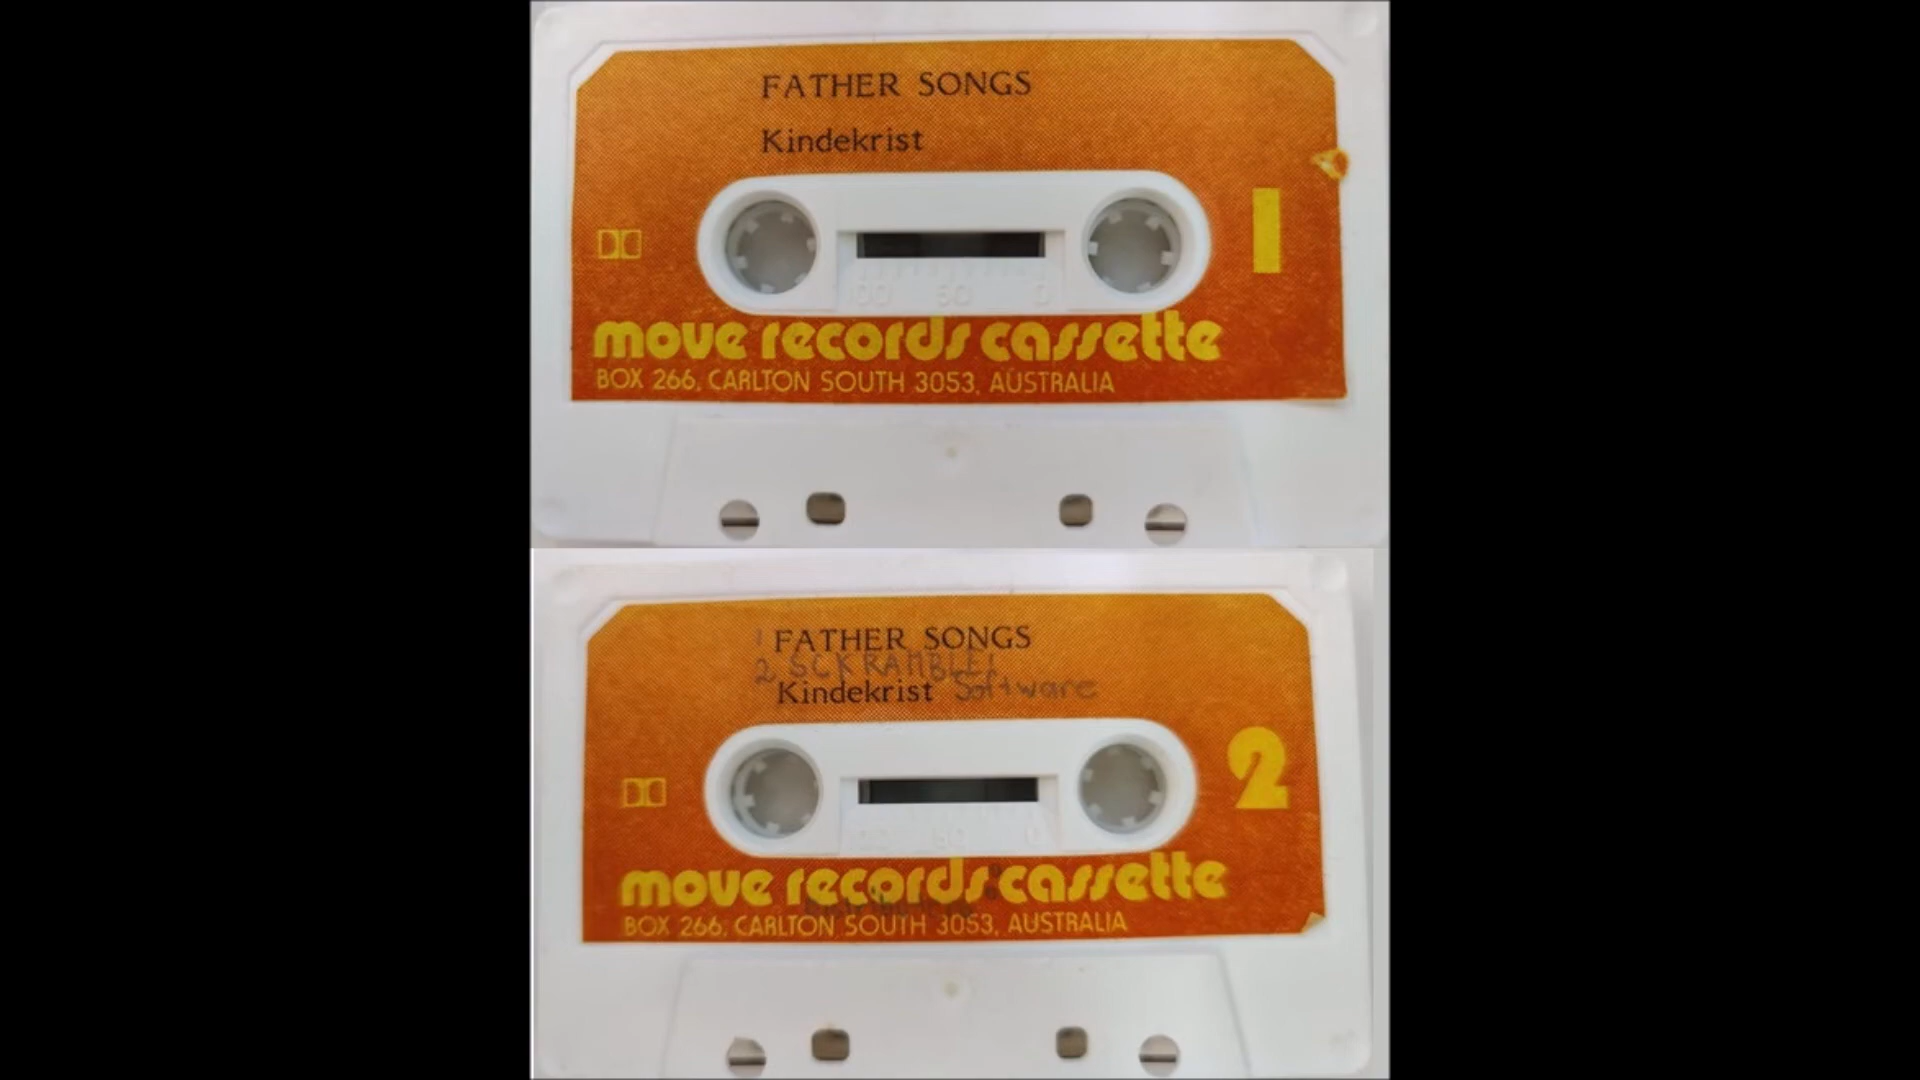 FATHER SONGS
Kindekrist
1
move records cassette
BOX 266, CARLTON SOUTH 3053, AUSTRALIA
1 FATHER SONGS
2 SCKRAMBLE!
Kindekrist Software
2
move records cassette
BOX 266, CARLTON SOUTH 3053, AUSTRALIA